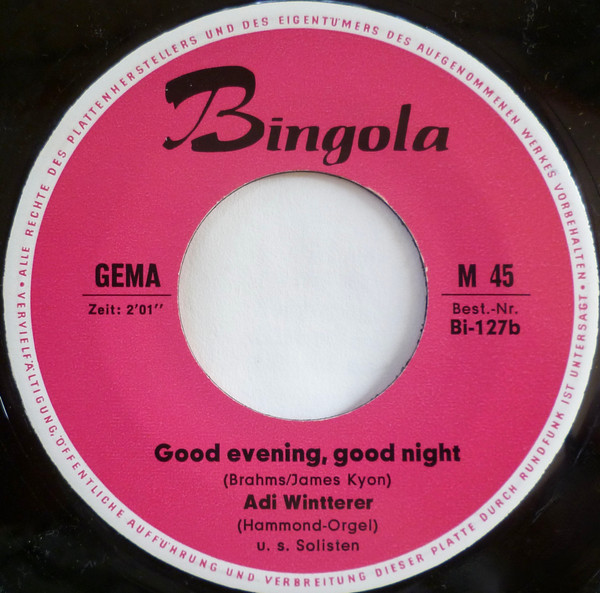 • ALLE RECHTE DES PLATTENHERSTELLERS UND DES EIGENTÜMERS DES AUFGENOMMENEN WERKES VORBEHALTEN •
VERVIELFÄLTIGUNG, ÖFFENTLICHE AUFFÜHRUNG UND VERBREITUNG DIESER PLATTE DURCH RUNDFUNK IST UNTERSAGT
Bingola
GEMA
Zeit: 2'01''
M 45
Best.-Nr.
Bi-127b
Good evening, good night
(Brahms/James Kyon)
Adi Wintterer
(Hammond-Orgel)
u. s. Solisten